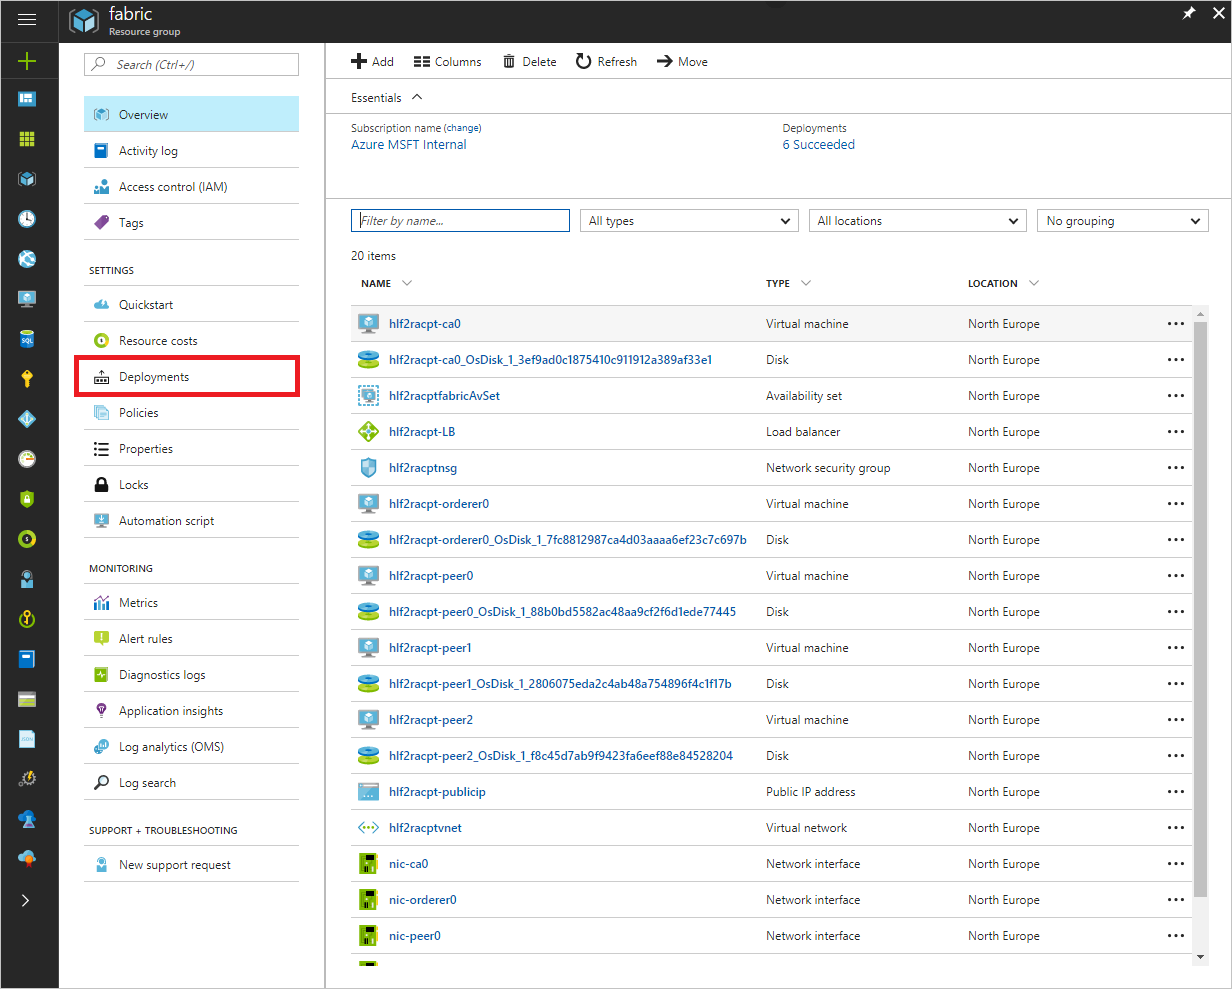 fabric
Resource group
Search (Ctrl+/)
Overview
Activity log
Access control (IAM)
Tags
SETTINGS
Quickstart
Resource costs
Deployments
Policies
Properties
Locks
Automation script
MONITORING
Metrics
Alert rules
Diagnostics logs
Application insights
Log analytics (OMS)
Log search
SUPPORT + TROUBLESHOOTING
New support request
Add Columns Delete Refresh Move
Essentials
Subscription name (change) Deployments
Azure MSFT Internal 6 Succeeded
Filter by name... All types All locations No grouping
20 items
NAME TYPE LOCATION
hlf2racpt-ca0 Virtual machine North Europe
hlf2racpt-ca0_OsDisk_1_3ef9ad0c1875410c911912a389af33e1 Disk North Europe
hlf2racptfabricAvSet Availability set North Europe
hlf2racpt-LB Load balancer North Europe
hlf2racptnsg Network security group North Europe
hlf2racpt-orderer0 Virtual machine North Europe
hlf2racpt-orderer0_OsDisk_1_7fc8812987ca4d03aaaa6ef23c7c697b Disk North Europe
hlf2racpt-peer0 Virtual machine North Europe
hlf2racpt-peer0_OsDisk_1_88b0bd5582ac48aa9cf2f6d1ede77445 Disk North Europe
hlf2racpt-peer1 Virtual machine North Europe
hlf2racpt-peer1_OsDisk_1_2806075eda2c4ab48a754896f4c1f17b Disk North Europe
hlf2racpt-peer2 Virtual machine North Europe
hlf2racpt-peer2_OsDisk_1_f8c45d7ab9f9423fa6eef88e84528204 Disk North Europe
hlf2racpt-publicip Public IP address North Europe
hlf2racptvnet Virtual network North Europe
nic-ca0 Network interface North Europe
nic-orderer0 Network interface North Europe
nic-peer0 Network interface North Europe